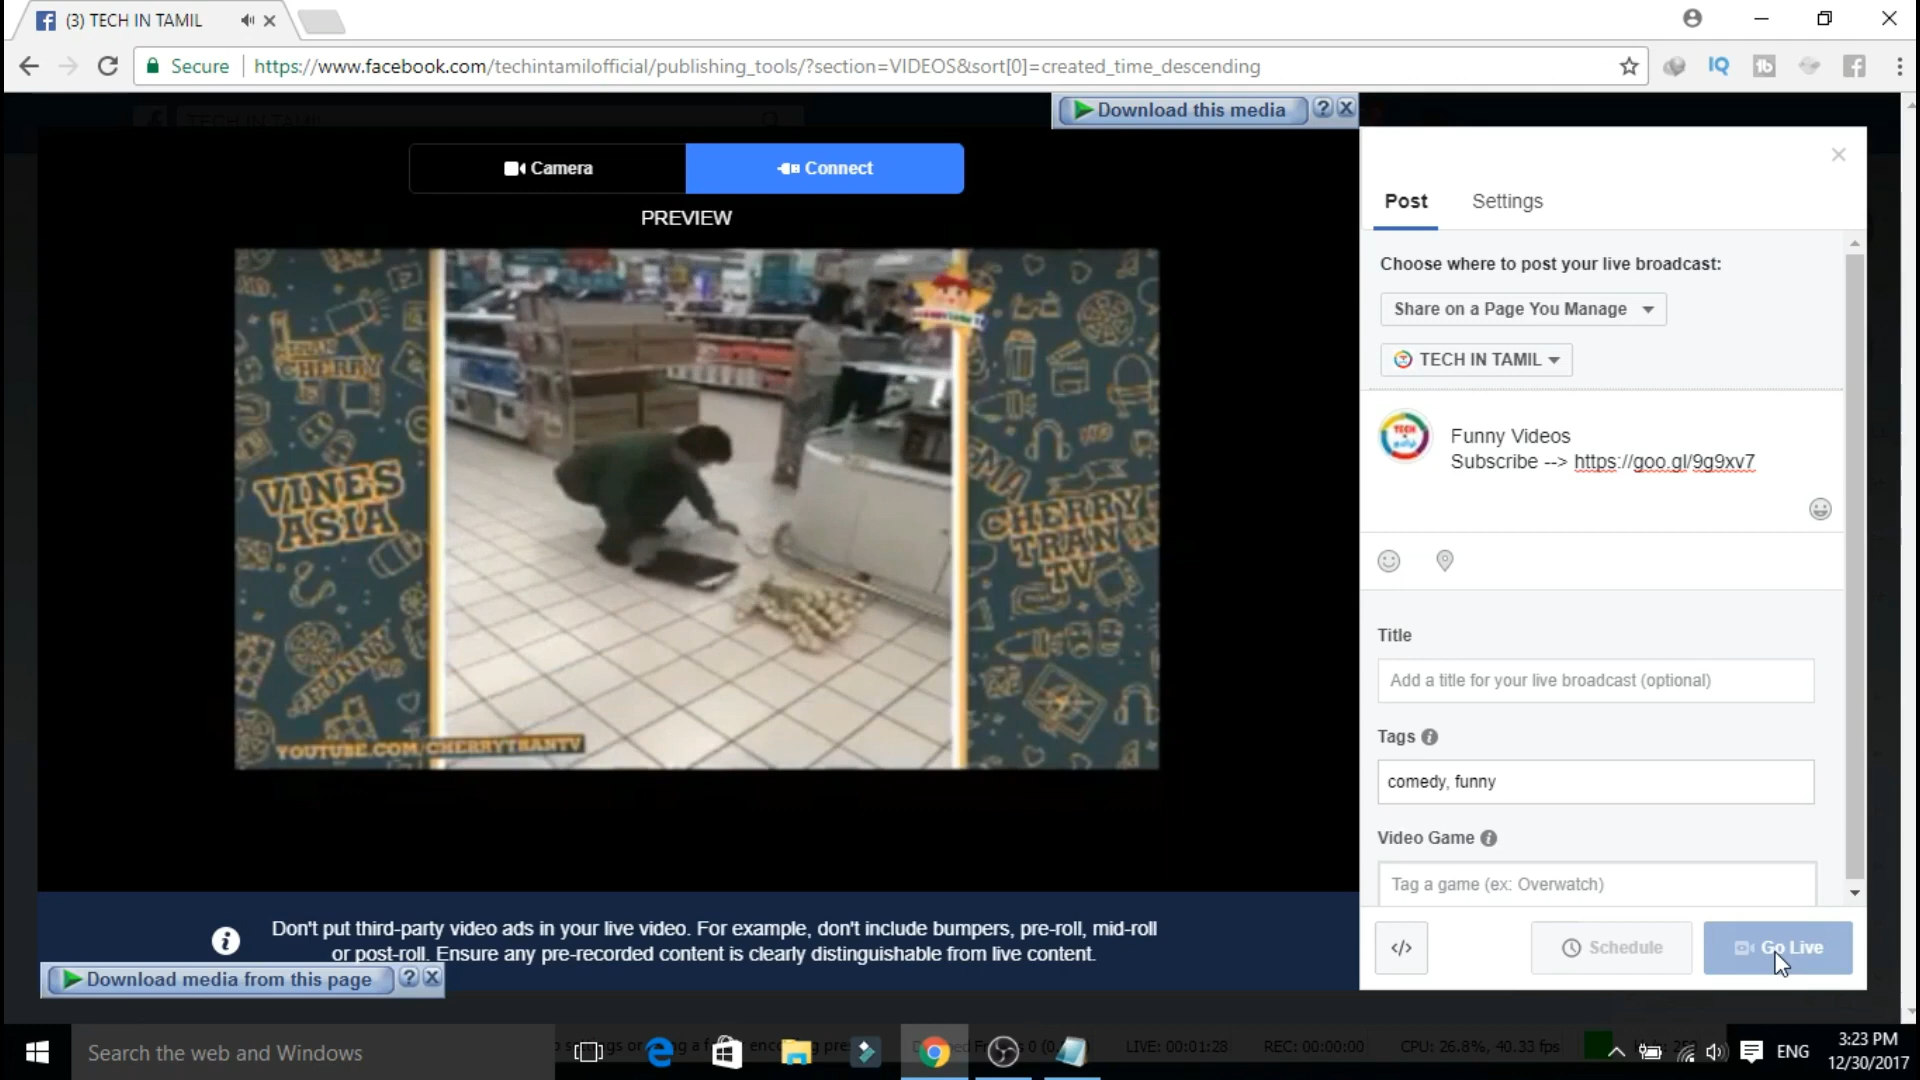 (3) TECH IN TAMIL
Secure
https://www.facebook.com/techintamilofficial/publishing_tools/?section=VIDEOS&sort[0]=created_time_descending
IQ
TECH IN TAMIL
Download this media
Camera
Connect
PREVIEW
CHERRY
VINES
ASIA
FUNNY
CHERRY
TRAN
TV
YOUTUBE.COM/CHERRYTRANTV
Don't put third-party video ads in your live video. For example, don't include bumpers, pre-roll, mid-roll
or post-roll. Ensure any pre-recorded content is clearly distinguishable from live content.
Download media from this page
Post
Settings
Choose where to post your live broadcast:
Share on a Page You Manage
TECH IN TAMIL
TECH
Funny Videos
Subscribe --> https://goo.gl/9g9xv7
Title
Add a title for your live broadcast (optional)
Tags
comedy, funny
Video Game
Tag a game (ex: Overwatch)
</>
Schedule
Go Live
Search the web and Windows
LIVE: 00:01:28
REC: 00:00:00
CPU: 26.8%, 40.33 fps
ENG
3:23 PM
12/30/2017